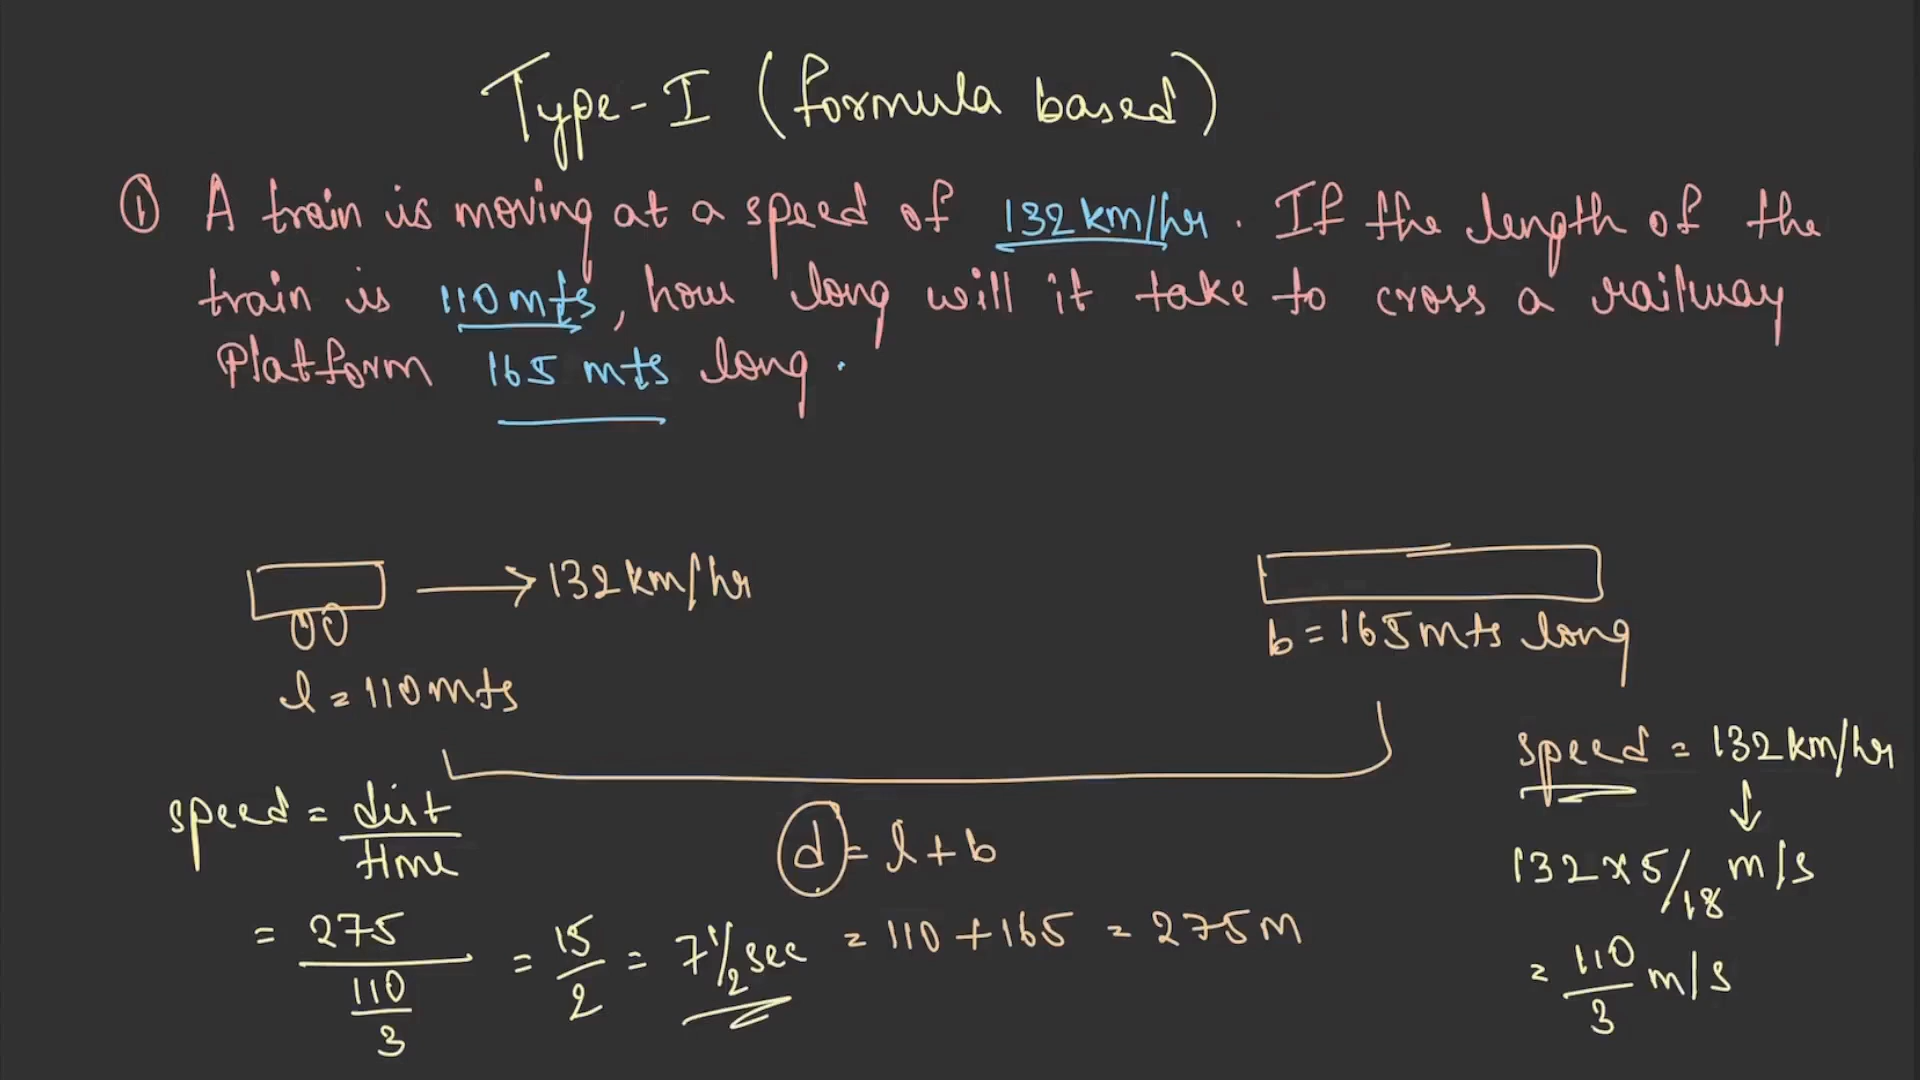 Type-I (formula based)
① A train is moving at a speed of 132 km/hr. If the length of the
train is 110 mts, how long will it take to cross a railway
Platform 165 mts long.
→ 132 km/hr
l = 110 mts
b = 165 mts long
speed = 132 km/hr
↓
132 × 5/18 m/s
= 110/3 m/s
d = l + b
= 110 + 165 = 275 M
speed = dist/time
= 275/(110/3) = 15/2 = 7 1/2 sec